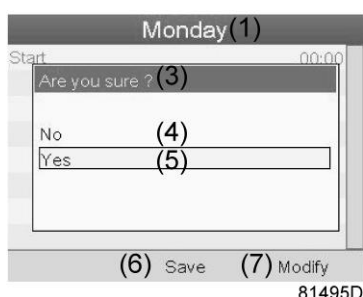 Monday(1)
Start 00:00
Are you sure ?(3)
No (4)
Yes (5)
(6) Save (7) Modify
81495D